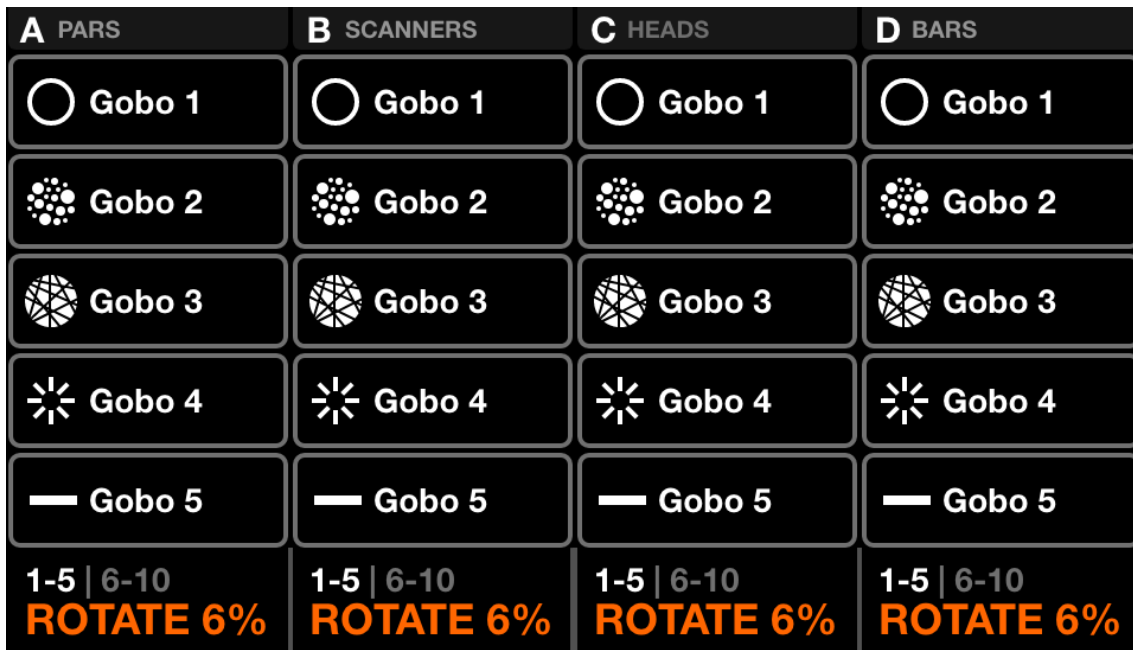 A PARS
Gobo 1
Gobo 2
Gobo 3
Gobo 4
Gobo 5
1-5 | 6-10
ROTATE 6%
B SCANNERS
Gobo 1
Gobo 2
Gobo 3
Gobo 4
Gobo 5
1-5 | 6-10
ROTATE 6%
C HEADS
Gobo 1
Gobo 2
Gobo 3
Gobo 4
Gobo 5
1-5 | 6-10
ROTATE 6%
D BARS
Gobo 1
Gobo 2
Gobo 3
Gobo 4
Gobo 5
1-5 | 6-10
ROTATE 6%